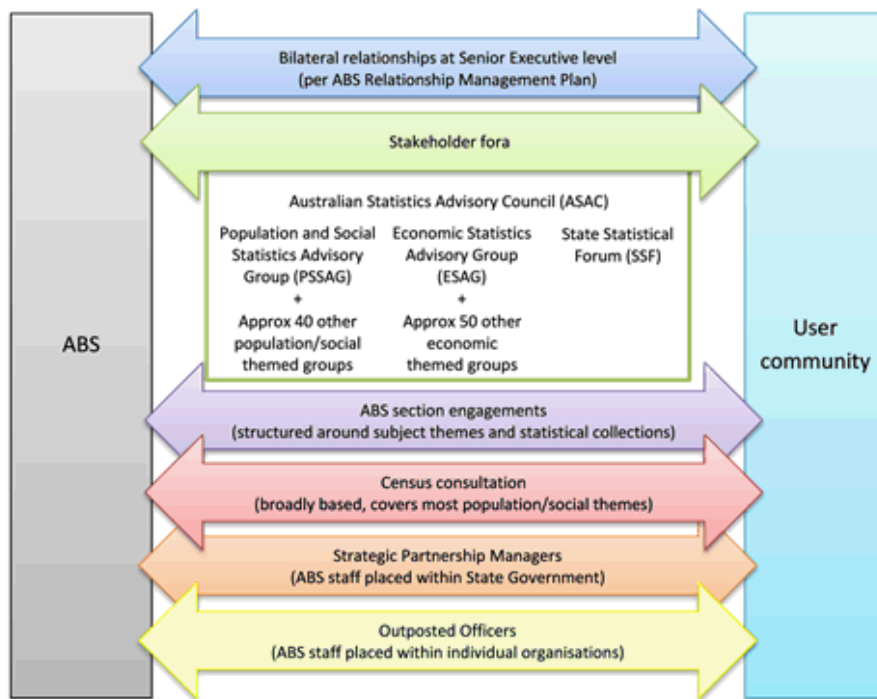 Bilateral relationships at Senior Executive level
(per ABS Relationship Management Plan)
Stakeholder fora
Australian Statistics Advisory Council (ASAC)
Population and Social
Statistics Advisory
Group (PSSAG)
+
Approx 40 other
population/social
themed groups
Economic Statistics
Advisory Group
(ESAG)
+
Approx 50 other
economic
themed groups
State Statistical
Forum (SSF)
ABS
User
community
ABS section engagements
(structured around subject themes and statistical collections)
Census consultation
(broadly based, covers most population/social themes)
Strategic Partnership Managers
(ABS staff placed within State Government)
Outposted Officers
(ABS staff placed within individual organisations)